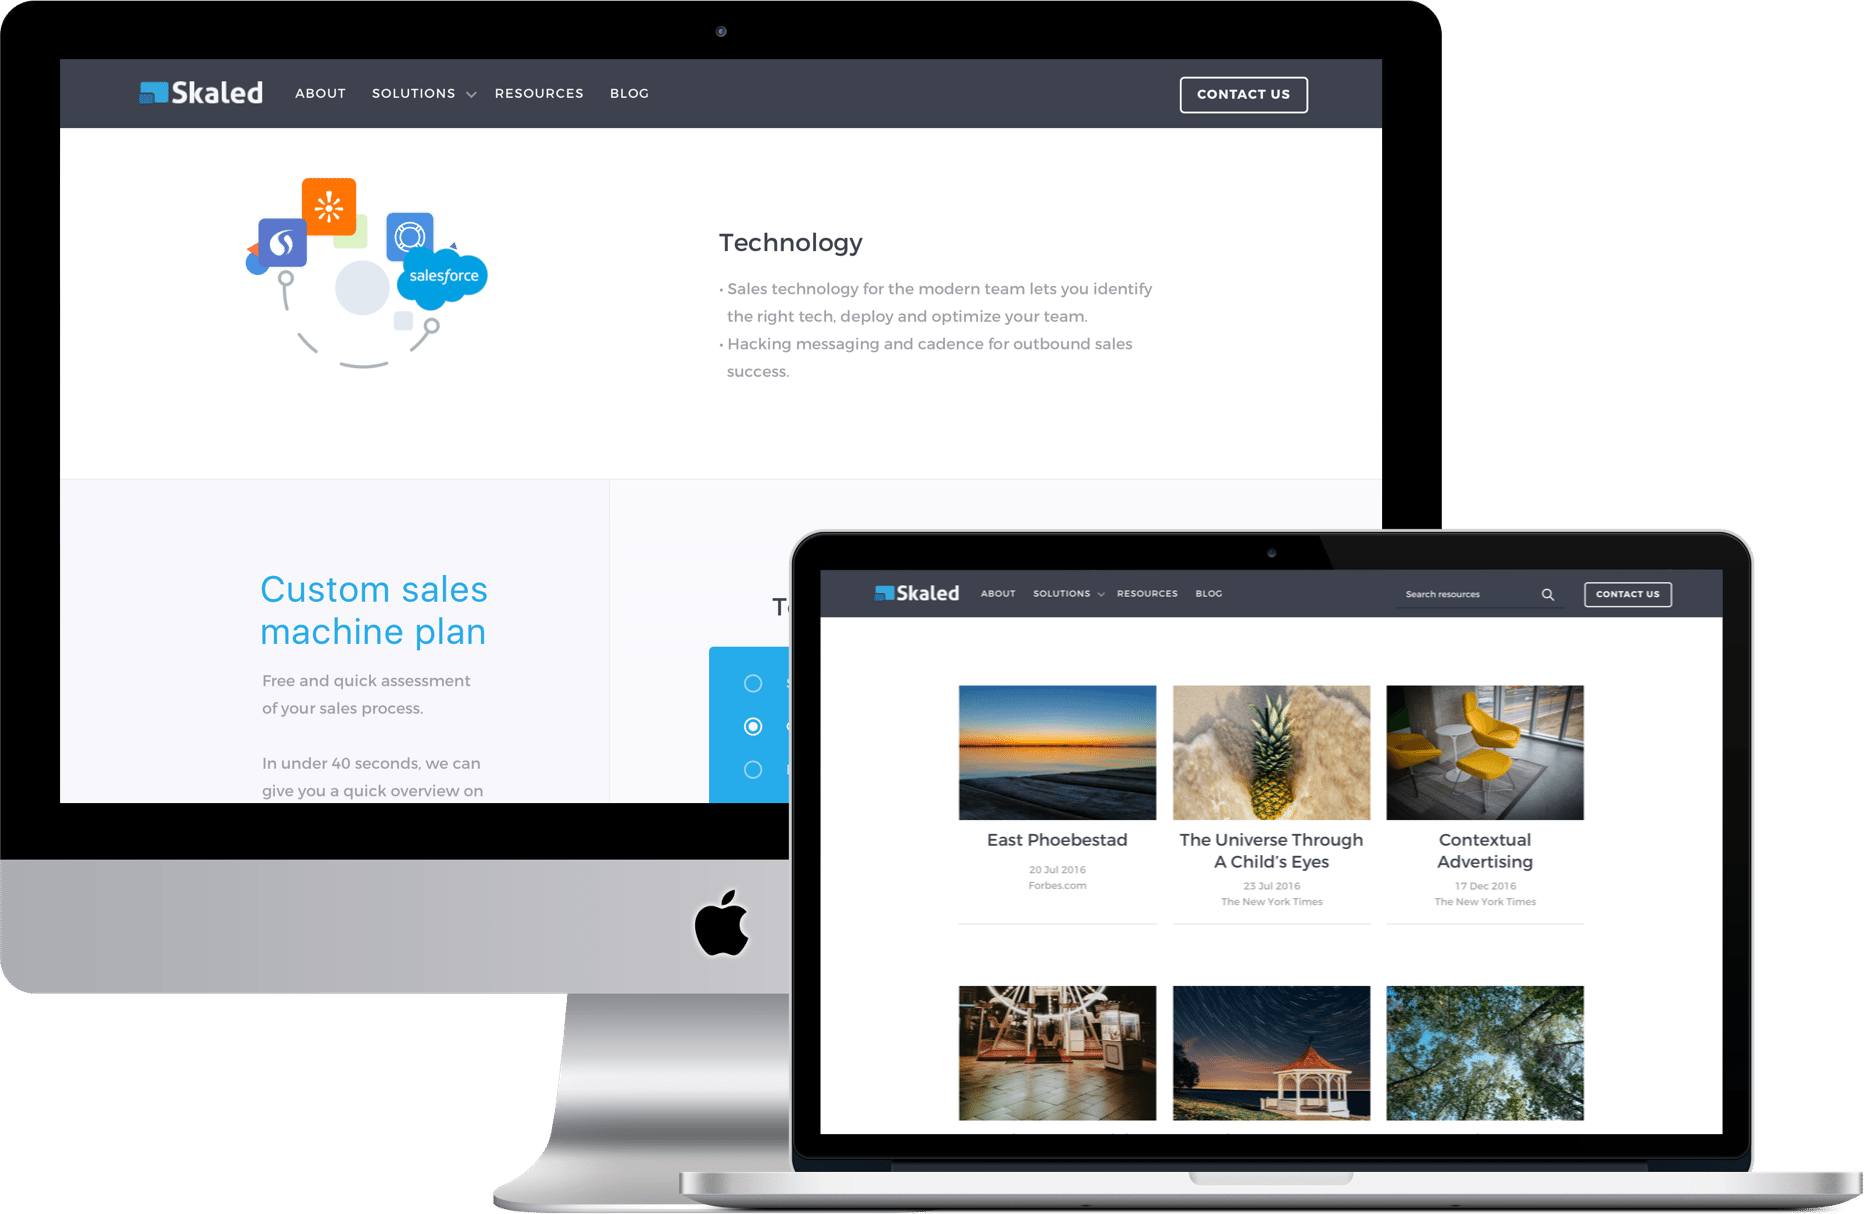 Skaled ABOUT SOLUTIONS RESOURCES BLOG CONTACT US
salesforce
Technology
• Sales technology for the modern team lets you identify
the right tech, deploy and optimize your team.
• Hacking messaging and cadence for outbound sales
success.
Custom sales
machine plan
Free and quick assessment
of your sales process.
In under 40 seconds, we can
give you a quick overview on
Skaled ABOUT SOLUTIONS RESOURCES BLOG Search resources CONTACT US
East Phoebestad
20 Jul 2016
Forbes.com
The Universe Through
A Child’s Eyes
23 Jul 2016
The New York Times
Contextual
Advertising
17 Dec 2016
The New York Times